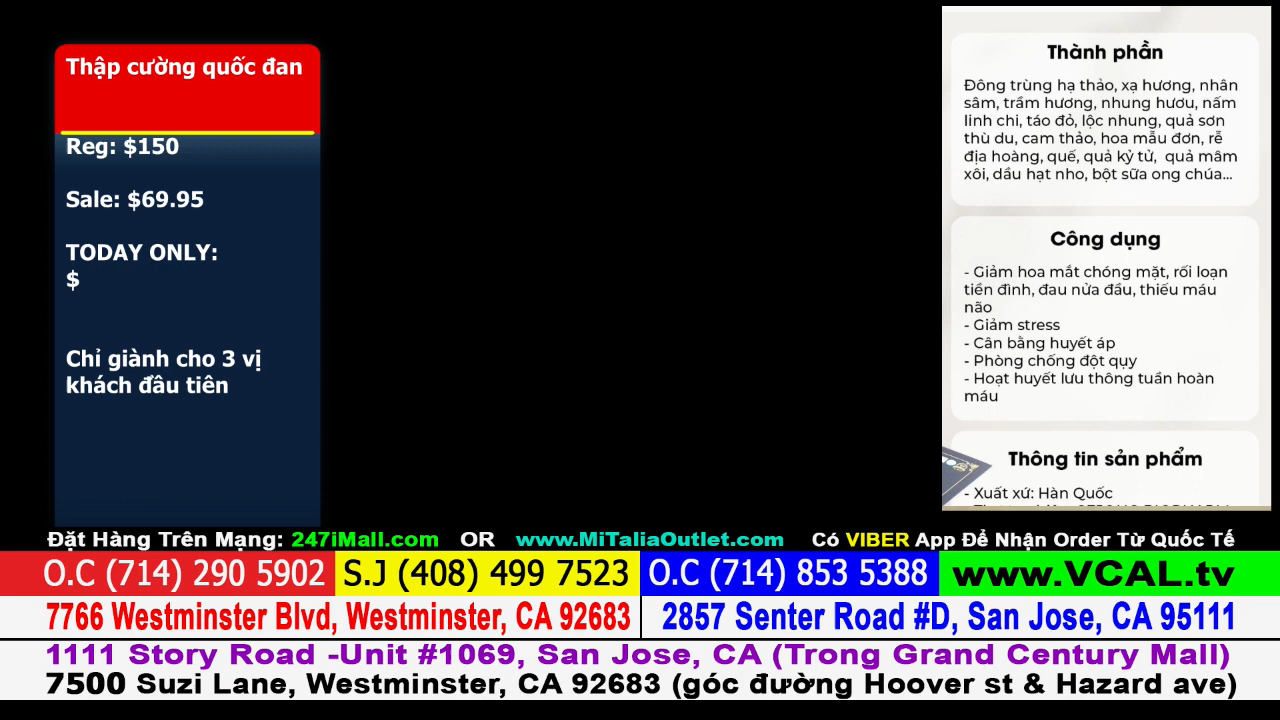 Thập cường quốc đan
Reg: $150
Sale: $69.95
TODAY ONLY:
$
Chỉ giành cho 3 vị
khách đầu tiên
Thành phần
Đông trùng hạ thảo, xạ hương, nhân
sâm, trầm hương, nhung hươu, nấm
linh chi, táo đỏ, lộc nhung, quả sơn
thù du, cam thảo, hoa mẫu đơn, rễ
địa hoàng, quế, quả kỷ tử, quả mâm
xôi, dầu hạt nho, bột sữa ong chúa...
Công dụng
- Giảm hoa mắt chóng mặt, rối loạn
tiền đình, đau nửa đầu, thiếu máu
não
- Giảm stress
- Cân bằng huyết áp
- Phòng chống đột quỵ
- Hoạt huyết lưu thông tuần hoàn
máu
Thông tin sản phẩm
- Xuất xứ: Hàn Quốc
Đặt Hàng Trên Mạng: 247iMall.com OR www.MiTaliaOutlet.com Có VIBER App Để Nhận Order Từ Quốc Tế
O.C (714) 290 5902 S.J (408) 499 7523 O.C (714) 853 5388 www.VCAL.tv
7766 Westminster Blvd, Westminster, CA 92683 2857 Senter Road #D, San Jose, CA 95111
1111 Story Road -Unit #1069, San Jose, CA (Trong Grand Century Mall)
7500 Suzi Lane, Westminster, CA 92683 (góc đường Hoover st & Hazard ave)